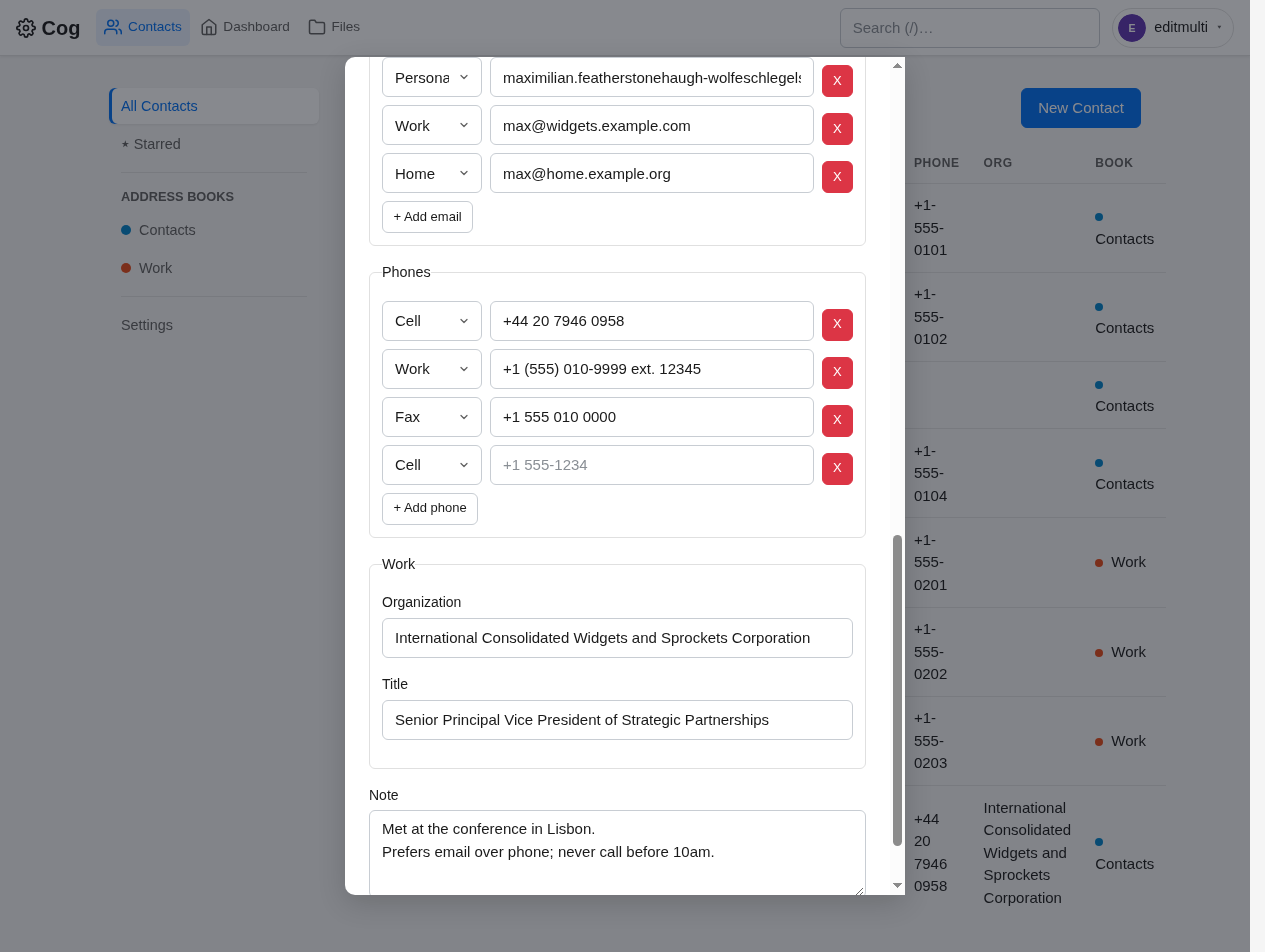 Cog
Contacts
Dashboard
Files
Search (/)…
E
editmulti
All Contacts
★ Starred
ADDRESS BOOKS
Contacts
Work
Settings
New Contact
PHONE
ORG
BOOK
+1-
555-
0101
Contacts
+1-
555-
0102
Contacts
Contacts
+1-
555-
0104
Contacts
+1-
555-
0201
Work
+1-
555-
0202
Work
+1-
555-
0203
Work
+44
20
7946
0958
International
Consolidated
Widgets and
Sprockets
Corporation
Contacts
Persona
maximilian.featherstonehaugh-wolfeschlegels
X
Work
max@widgets.example.com
X
Home
max@home.example.org
X
+ Add email
Phones
Cell
+44 20 7946 0958
X
Work
+1 (555) 010-9999 ext. 12345
X
Fax
+1 555 010 0000
X
Cell
+1 555-1234
X
+ Add phone
Work
Organization
International Consolidated Widgets and Sprockets Corporation
Title
Senior Principal Vice President of Strategic Partnerships
Note
Met at the conference in Lisbon.
Prefers email over phone; never call before 10am.